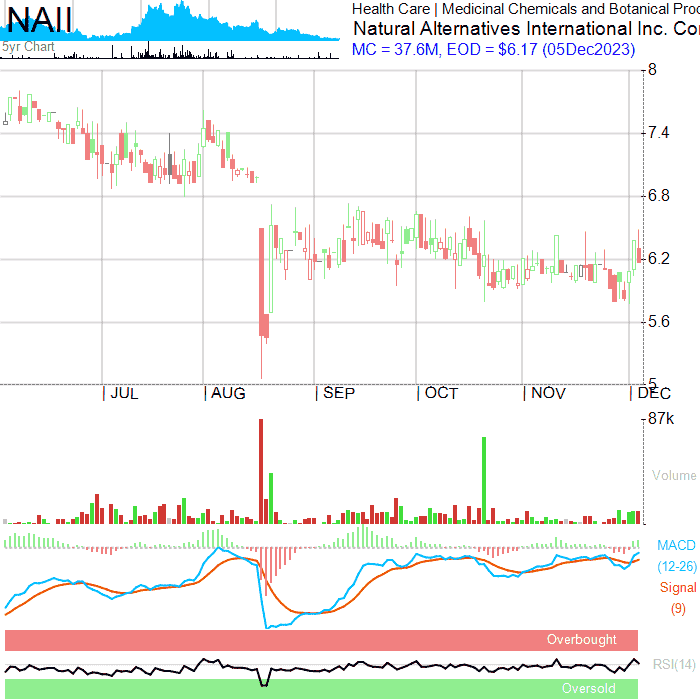 NAII
5yr Chart
Health Care | Medicinal Chemicals and Botanical Proc
Natural Alternatives International Inc. Cor
MC = 37.6M, EOD = $6.17 (05Dec2023)
8
7.4
6.8
6.2
5.6
5
JUL AUG SEP OCT NOV DEC
87k
Volume
MACD
(12-26)
Signal
(9)
Overbought
RSI(14)
Oversold